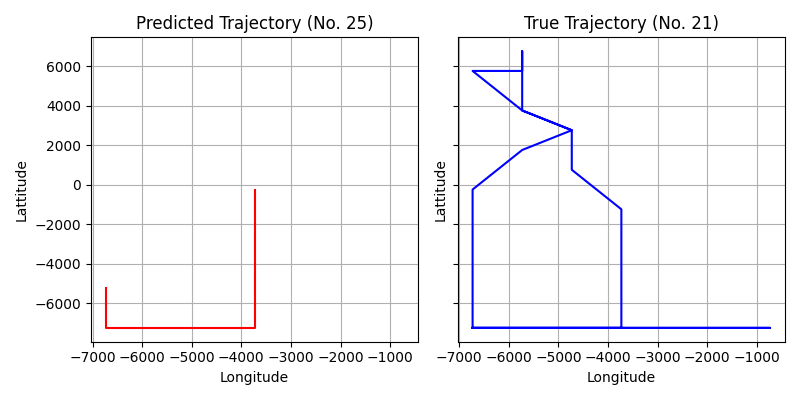 Predicted Trajectory (No. 25)
True Trajectory (No. 21)
6000
4000
2000
0
−2000
−4000
−6000
Lattitude
Lattitude
−7000 −6000 −5000 −4000 −3000 −2000 −1000
−7000 −6000 −5000 −4000 −3000 −2000 −1000
Longitude
Longitude